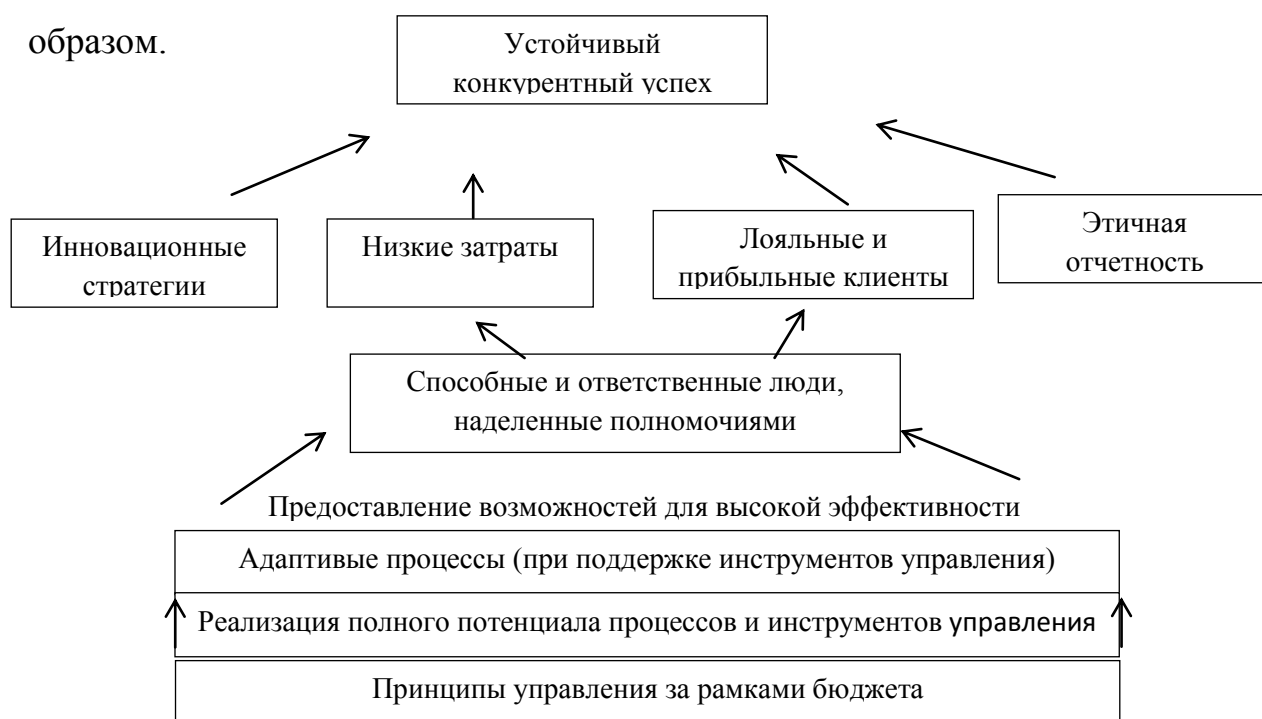 образом.
Устойчивый
конкурентный успех
Инновационные
стратегии
Низкие затраты
Лояльные и
прибыльные клиенты
Этичная
отчетность
Способные и ответственные люди,
наделенные полномочиями
Предоставление возможностей для высокой эффективности
Адаптивые процессы (при поддержке инструментов управления)
Реализация полного потенциала процессов и инструментов управления
Принципы управления за рамками бюджета